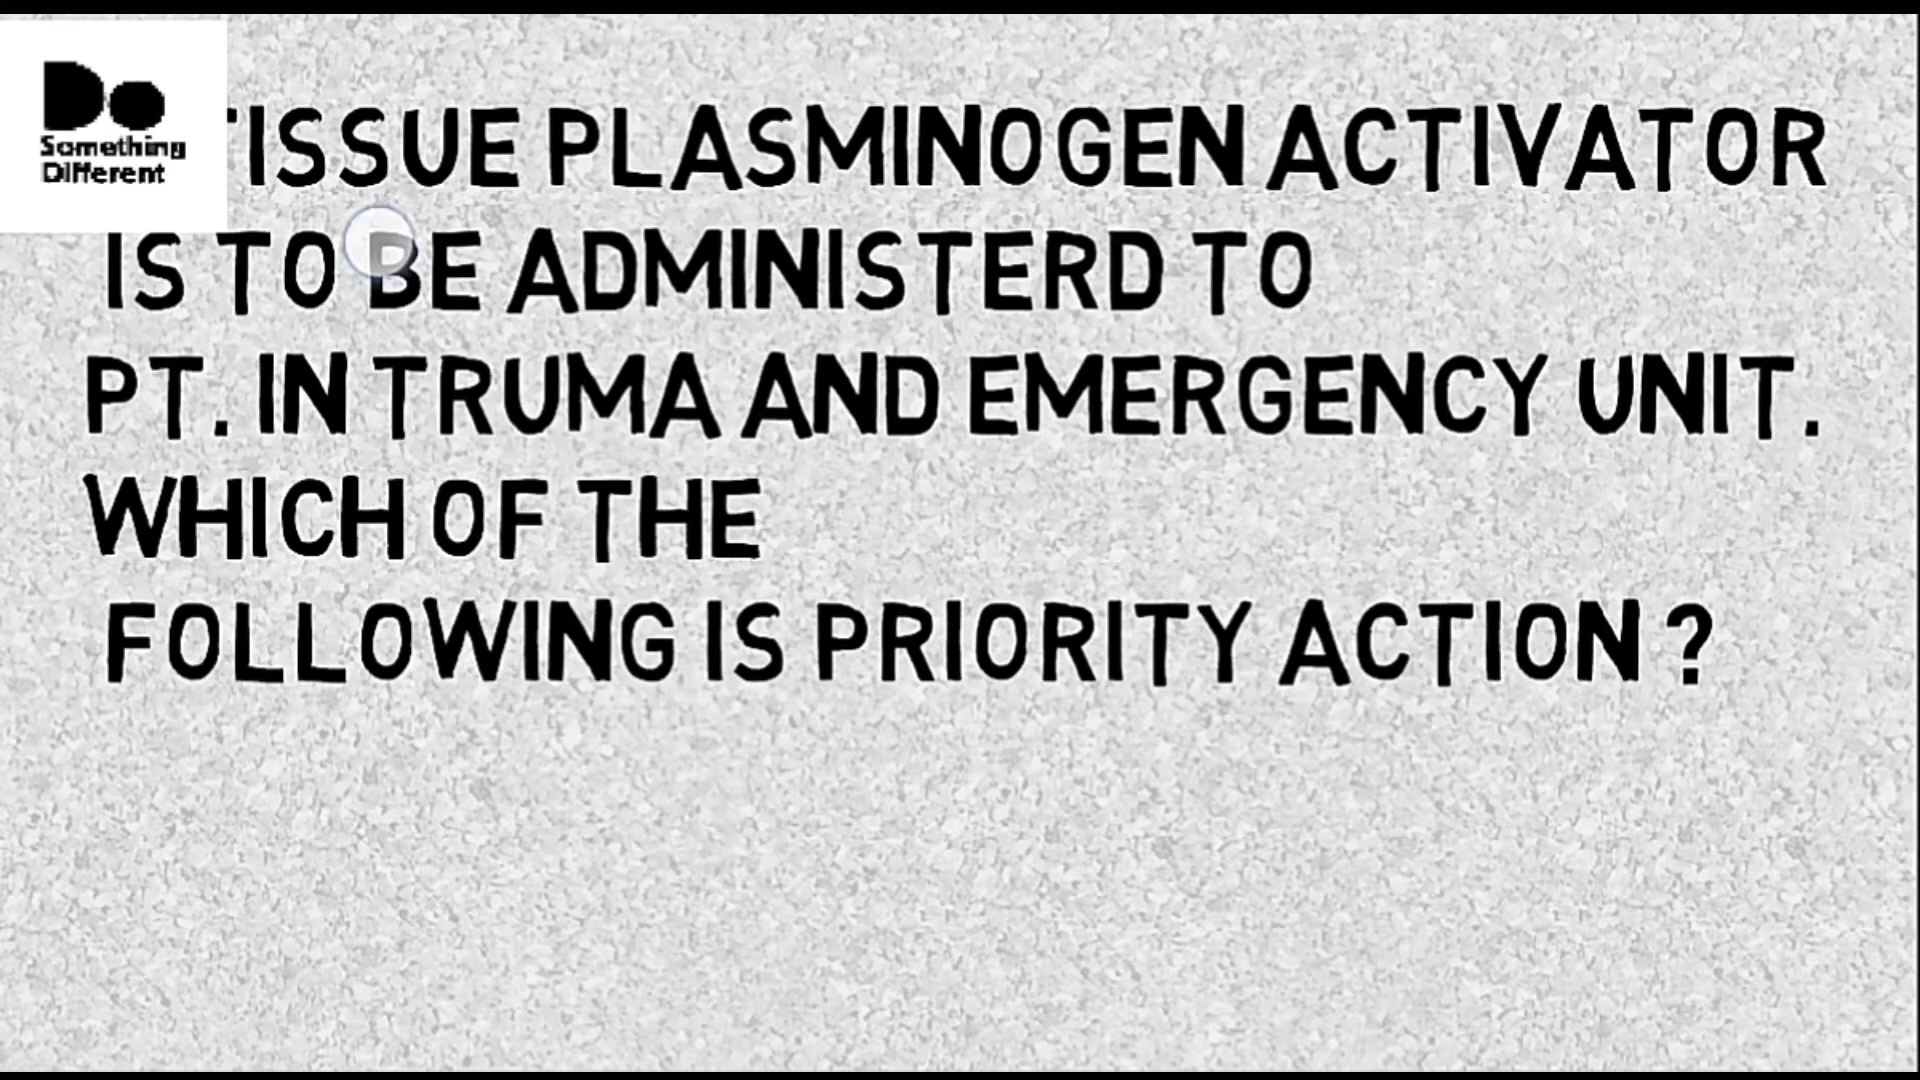 Do
Something
Different
TISSUE PLASMINOGEN ACTIVATOR
IS TO BE ADMINISTERD TO
PT. IN TRUMA AND EMERGENCY UNIT.
WHICH OF THE
FOLLOWING IS PRIORITY ACTION ?